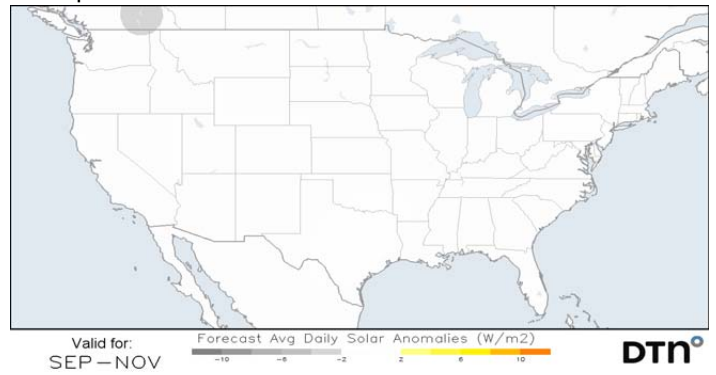 Valid for:
SEP-NOV
Forecast Avg Daily Solar Anomalies (W/m2)
-10 -6 -2 2 6 10
DTN